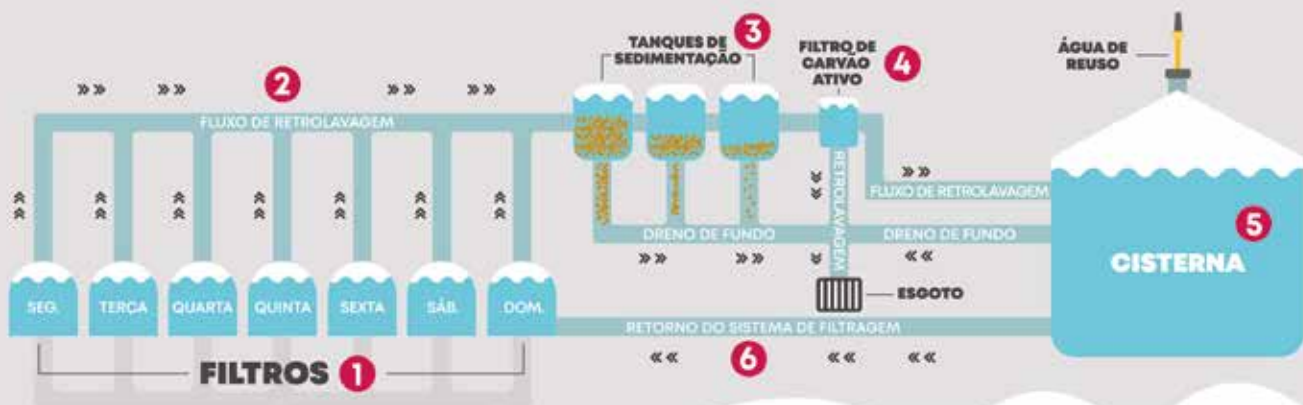 TANQUES DE
SEDIMENTAÇÃO
3
FILTRO DE
CARVÃO
ATIVO
4
ÁGUA DE
REUSO
2
FLUXO DE RETROLAVAGEM
RETROLAVAGEM
FLUXO DE RETROLAVAGEM
DRENO DE FUNDO
DRENO DE FUNDO
5
CISTERNA
SEG.
TERÇA
QUARTA
QUINTA
SEXTA
SÁB.
DOM.
ESGOTO
RETORNO DO SISTEMA DE FILTRAGEM
FILTROS 1
6